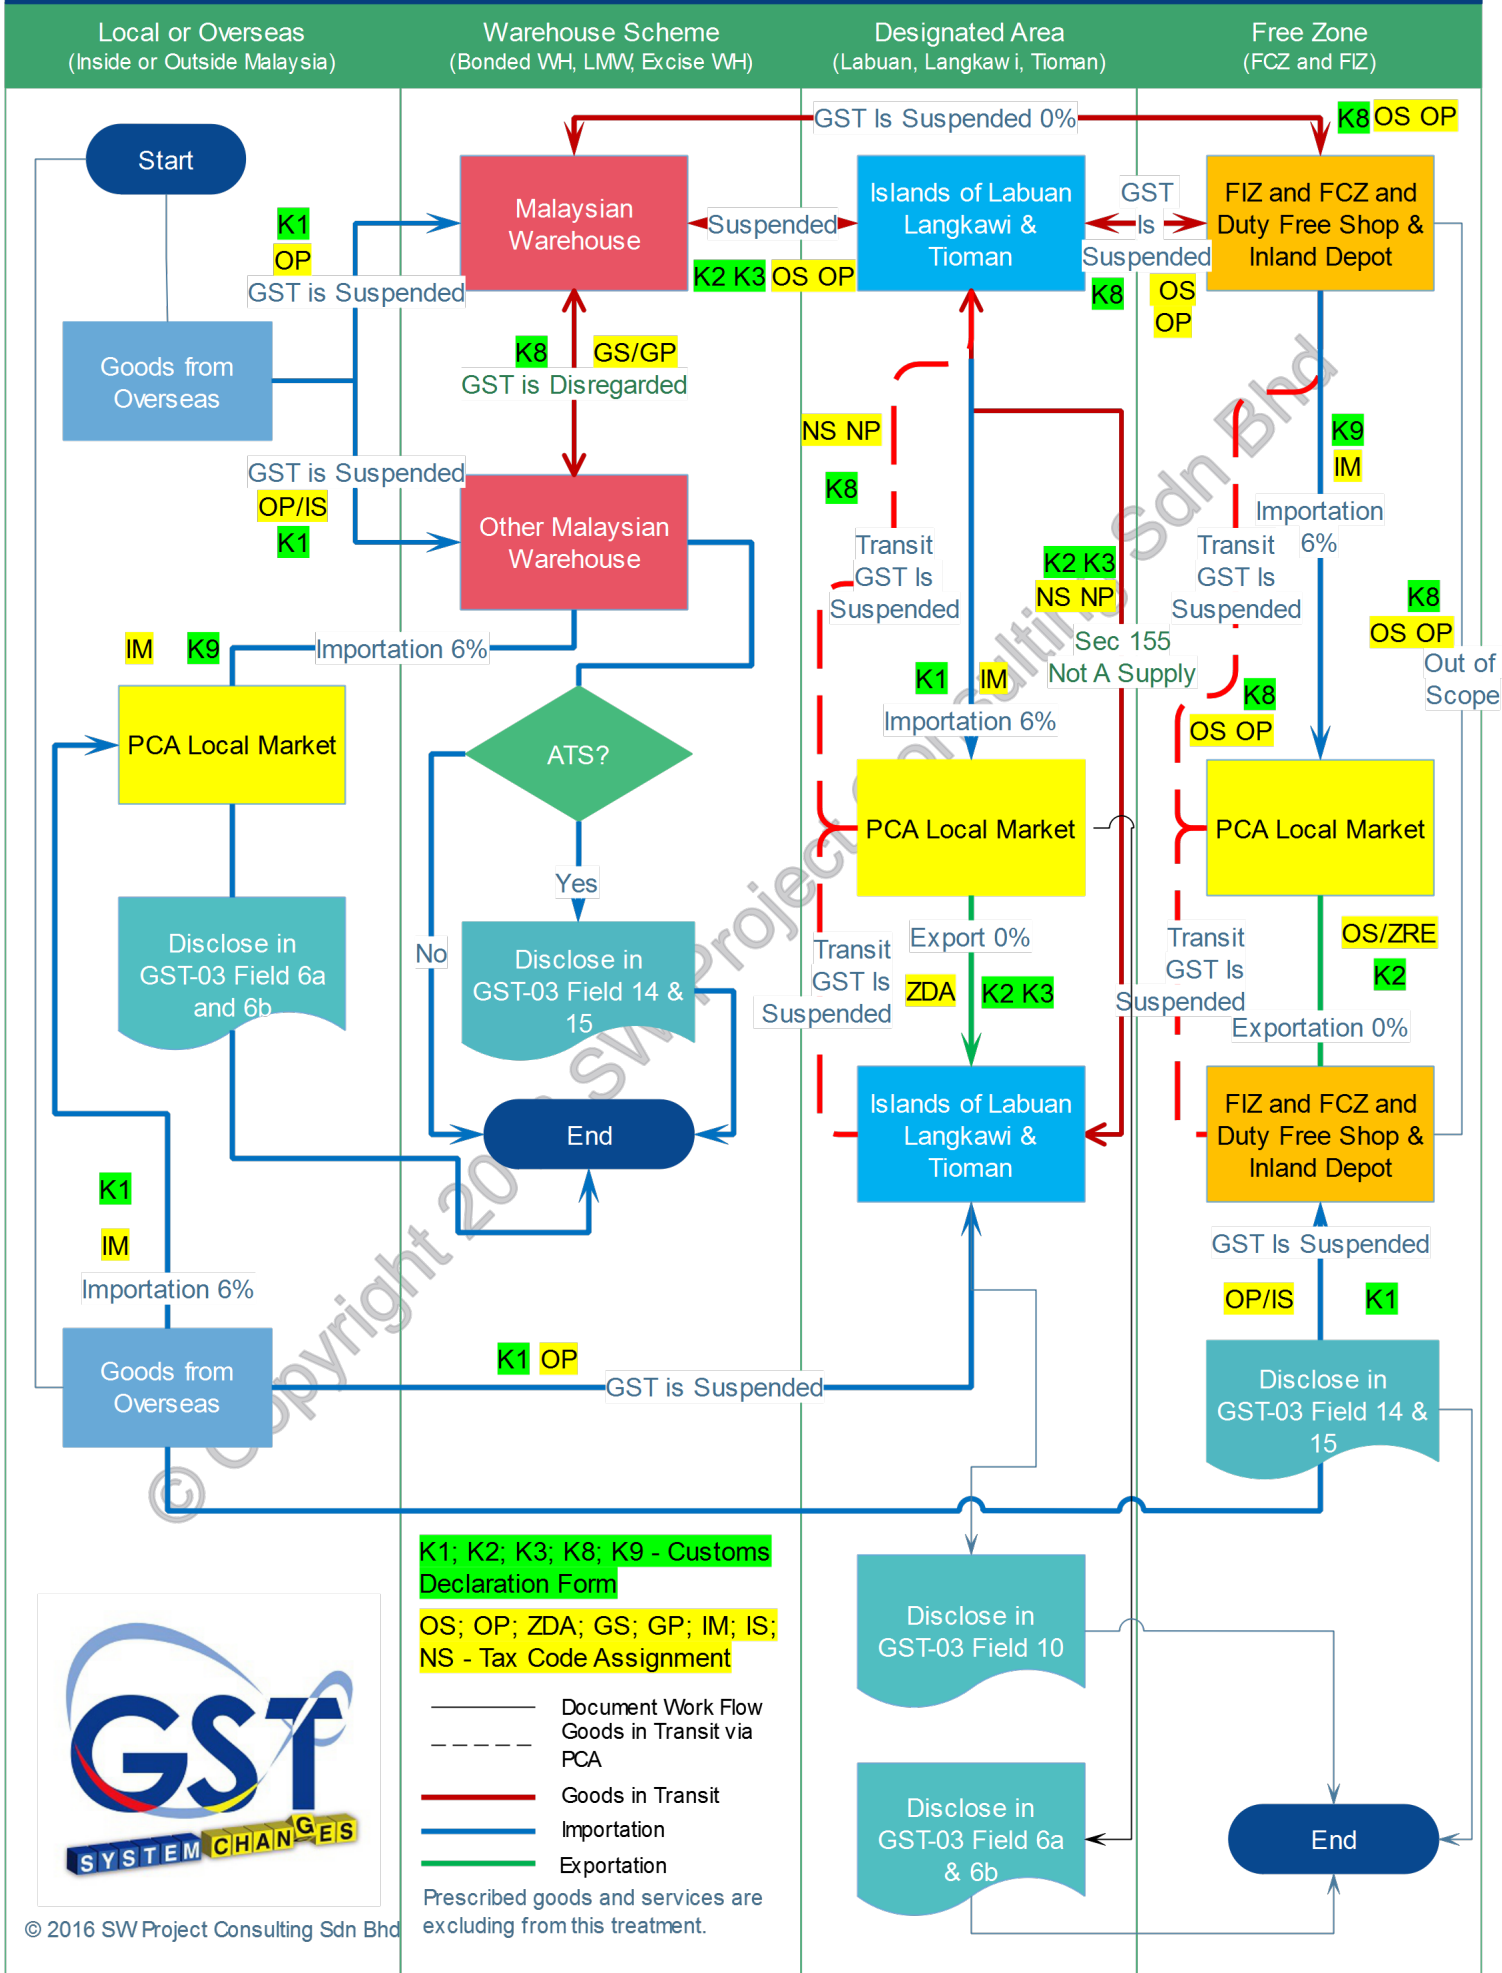 Local or Overseas
(Inside or Outside Malaysia)
Warehouse Scheme
(Bonded WH, LMW, Excise WH)
Designated Area
(Labuan, Langkawi, Tioman)
Free Zone
(FCZ and FIZ)
GST Is Suspended 0%
K8 OS OP
Start
Malaysian
Warehouse
Suspended
K2 K3 OS OP
Islands of Labuan
Langkawi &
Tioman
GST
Is
Suspended
K8
OS
OP
FIZ and FCZ and
Duty Free Shop &
Inland Depot
K1
OP
GST is Suspended
Goods from
Overseas
K8 GS/GP
GST is Disregarded
GST is Suspended
OP/IS
K1
Other Malaysian
Warehouse
NS NP
K8
Transit
GST Is
Suspended
K2 K3
NS NP
Sec 155
Not A Supply
K1 IM
Importation 6%
K9
IM
Importation
6%
Transit
GST Is
Suspended
K8
OS OP
Out of
Scope
K8
OS OP
IM K9
Importation 6%
PCA Local Market
ATS?
Yes
No
PCA Local Market
PCA Local Market
Disclose in
GST-03 Field 6a
and 6b
Disclose in
GST-03 Field 14 &
15
Transit
GST Is
Suspended
Export 0%
ZDA K2 K3
Transit
GST Is
Suspended
OS/ZRE
K2
Exportation 0%
End
Islands of Labuan
Langkawi &
Tioman
FIZ and FCZ and
Duty Free Shop &
Inland Depot
K1
IM
Importation 6%
Goods from
Overseas
K1 OP
GST is Suspended
GST Is Suspended
OP/IS K1
Disclose in
GST-03 Field 14 &
15
K1; K2; K3; K8; K9 - Customs
Declaration Form
OS; OP; ZDA; GS; GP; IM; IS;
NS - Tax Code Assignment
Document Work Flow
Goods in Transit via
PCA
Goods in Transit
Importation
Exportation
Prescribed goods and services are
excluding from this treatment.
Disclose in
GST-03 Field 10
Disclose in
GST-03 Field 6a
& 6b
End
GST
SYSTEM CHANGES
© 2016 SW Project Consulting Sdn Bhd
© Copyright 20 SW Project Consulting Sdn Bhd